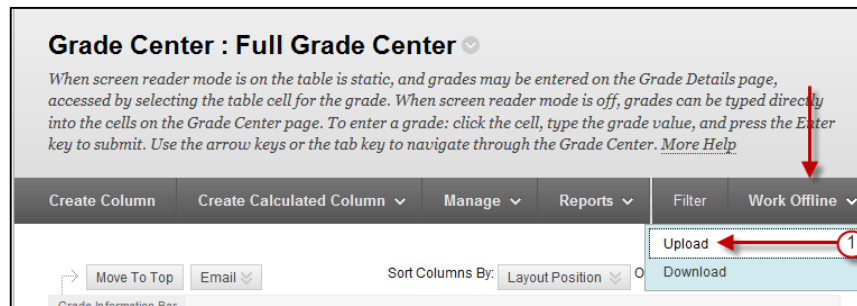 Grade Center : Full Grade Center
When screen reader mode is on the table is static, and grades may be entered on the Grade Details page,
accessed by selecting the table cell for the grade. When screen reader mode is off, grades can be typed directly
into the cells on the Grade Center page. To enter a grade: click the cell, type the grade value, and press the Enter
key to submit. Use the arrow keys or the tab key to navigate through the Grade Center. More Help
Create Column Create Calculated Column Manage Reports Filter Work Offline
Upload 1
Move To Top Email Sort Columns By: Layout Position O Download
Grade Information Bar